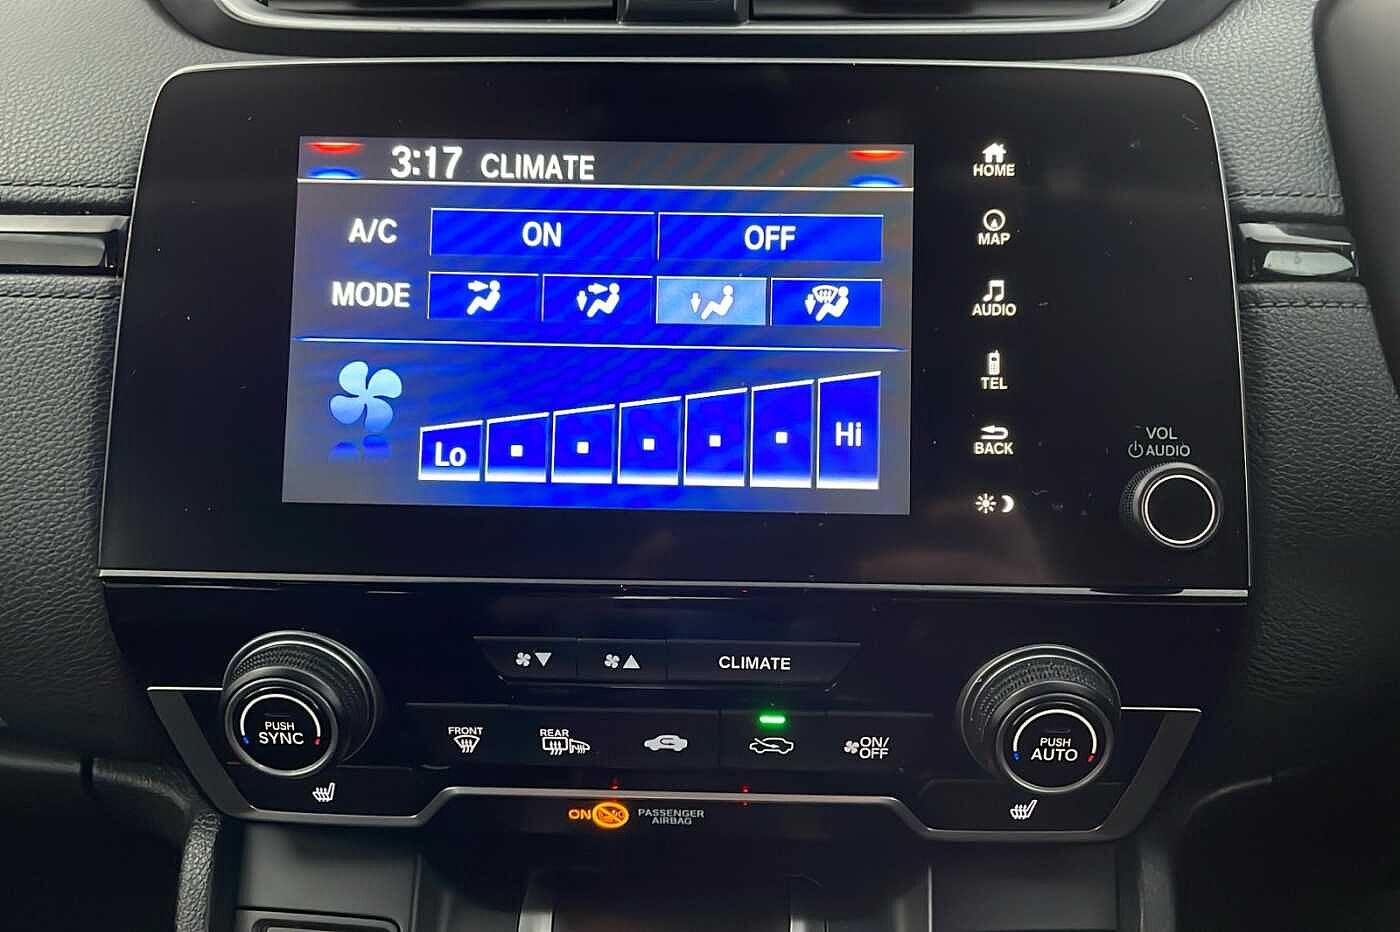 3:17 CLIMATE
A/C ON OFF
MODE
Lo Hi
HOME
MAP
AUDIO
TEL
BACK
VOL
AUDIO
CLIMATE
PUSH
SYNC
FRONT
REAR
ON/
OFF
PUSH
AUTO
ON
PASSENGER
AIRBAG